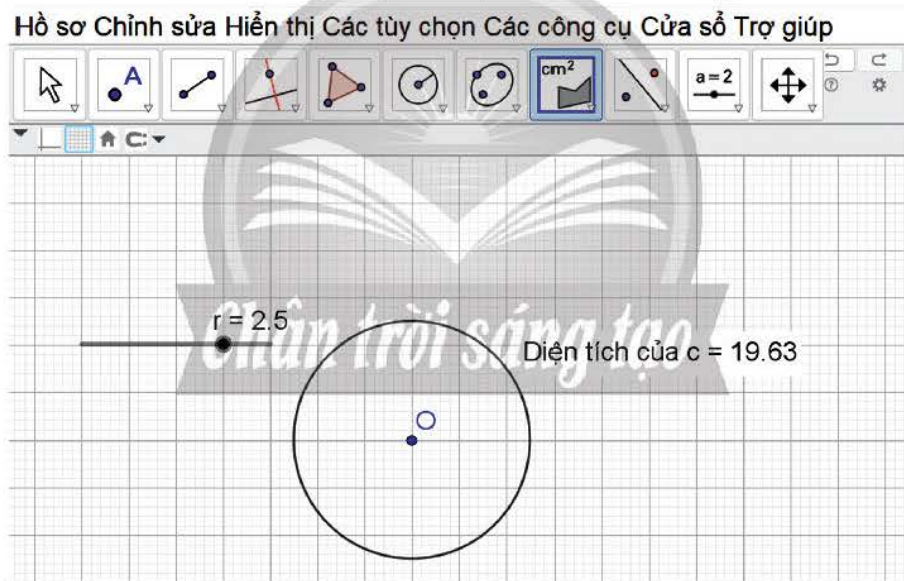 Hồ sơ Chỉnh sửa Hiển thị Các tùy chọn Các công cụ Cửa sổ Trợ giúp
A
cm²
a = 2
r = 2.5
Chân trời sáng tạo
Diện tích của c = 19.63
O